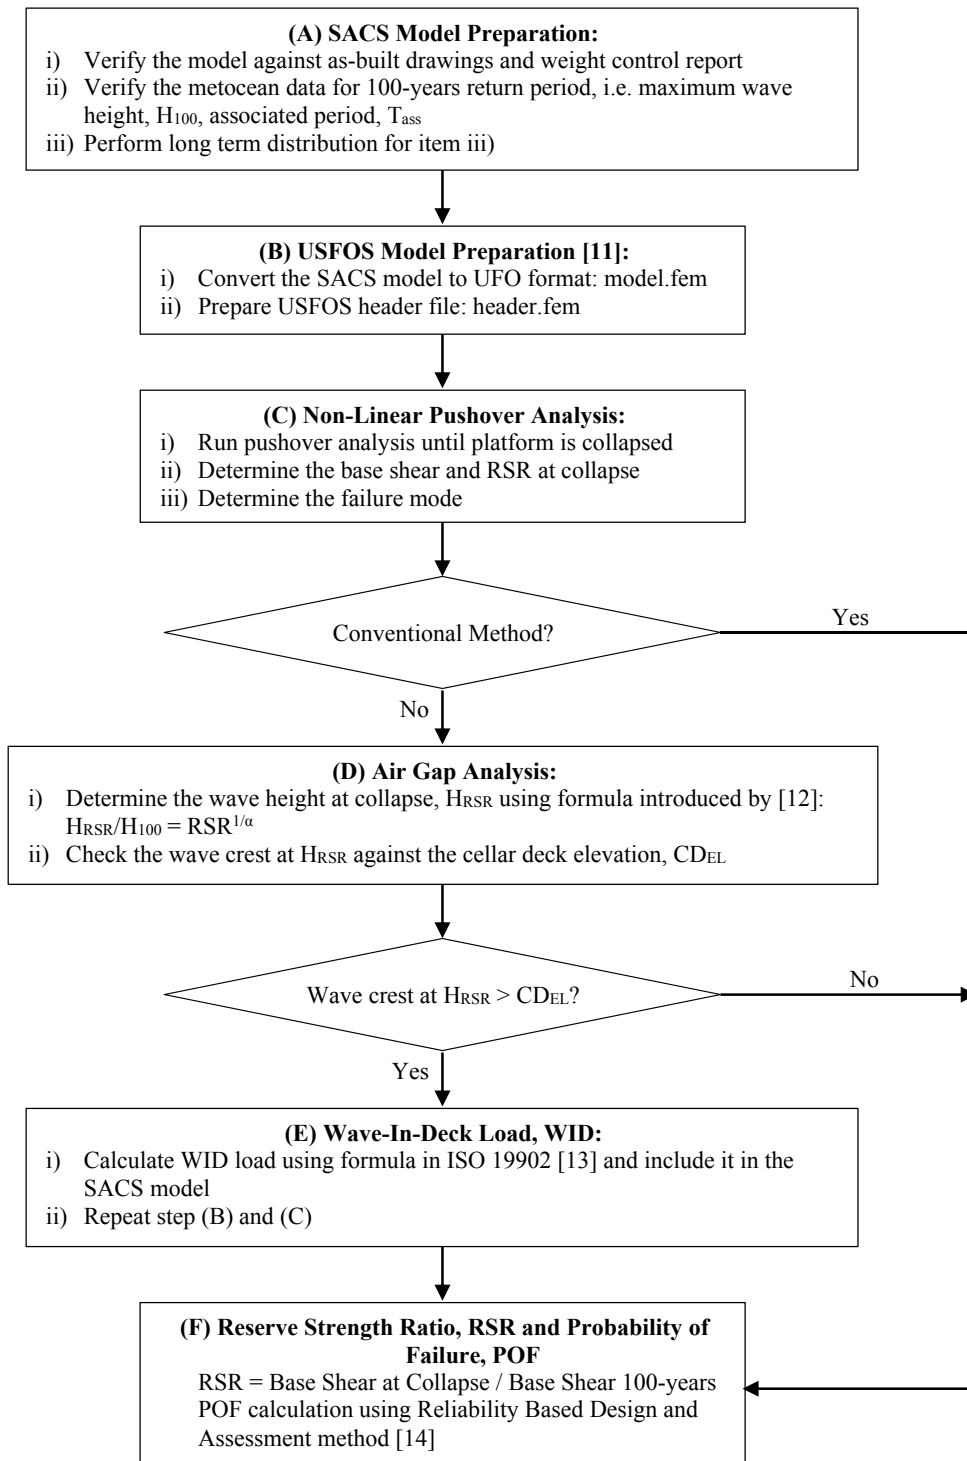 (A) SACS Model Preparation:
i) Verify the model against as-built drawings and weight control report
ii) Verify the metocean data for 100-years return period, i.e. maximum wave
height, H100, associated period, Tass
iii) Perform long term distribution for item iii)
(B) USFOS Model Preparation [11]:
i) Convert the SACS model to UFO format: model.fem
ii) Prepare USFOS header file: header.fem
(C) Non-Linear Pushover Analysis:
i) Run pushover analysis until platform is collapsed
ii) Determine the base shear and RSR at collapse
iii) Determine the failure mode
Conventional Method?
Yes
No
(D) Air Gap Analysis:
i) Determine the wave height at collapse, HRSR using formula introduced by [12]:
HRSR/H100 = RSR^1/α
ii) Check the wave crest at HRSR against the cellar deck elevation, CDEL
Wave crest at HRSR > CDEL?
No
Yes
(E) Wave-In-Deck Load, WID:
i) Calculate WID load using formula in ISO 19902 [13] and include it in the
SACS model
ii) Repeat step (B) and (C)
(F) Reserve Strength Ratio, RSR and Probability of
Failure, POF
RSR = Base Shear at Collapse / Base Shear 100-years
POF calculation using Reliability Based Design and
Assessment method [14]